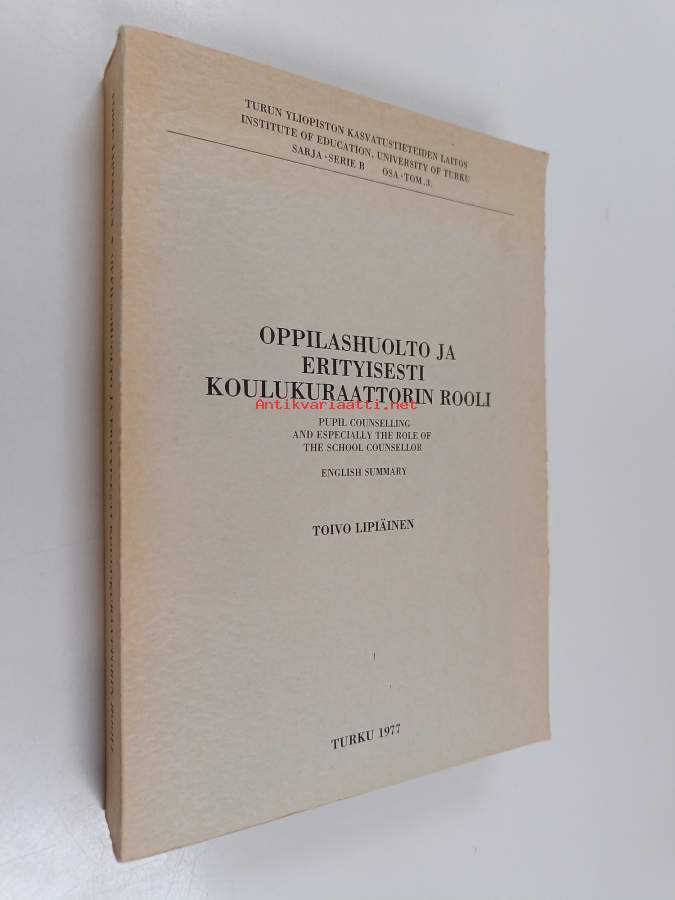 TURUN YLIOPISTON KASVATUSTIETEIDEN LAITOS
INSTITUTE OF EDUCATION, UNIVERSITY OF TURKU
SARJA - SERIE B OSA - TOM .3.
OPPILASHUOLTO JA
ERITYISESTI
KOULUKURAATTORIN ROOLI
Antikvariaatti.net
PUPIL COUNSELLING
AND ESPECIALLY THE ROLE OF
THE SCHOOL COUNSELLOR
ENGLISH SUMMARY
TOIVO LIPIÄINEN
TURKU 1977